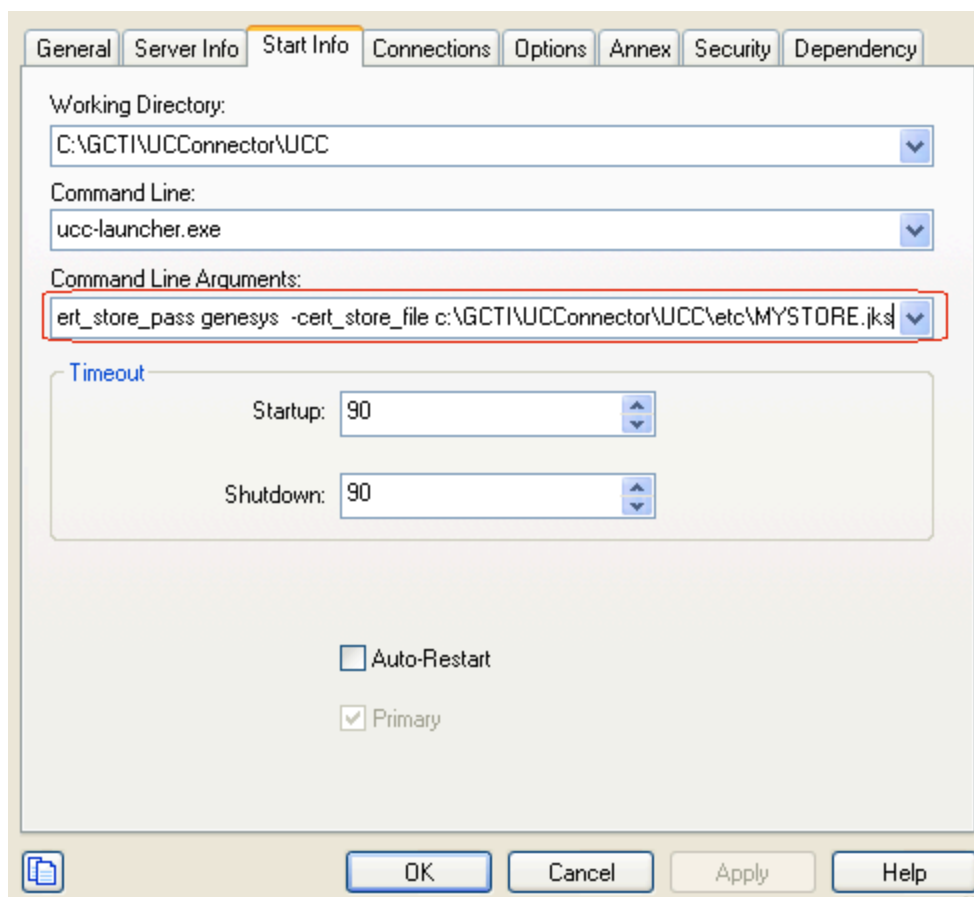 General Server Info Start Info Connections Options Annex Security Dependency
Working Directory:
C:\GCTI\UCConnector\UCC
Command Line:
ucc-launcher.exe
Command Line Arguments:
ert_store_pass genesys  -cert_store_file c:\GCTI\UCConnector\UCC\etc\MYSTORE.jks
Timeout
Startup: 90
Shutdown: 90
Auto-Restart
Primary
OK Cancel Apply Help